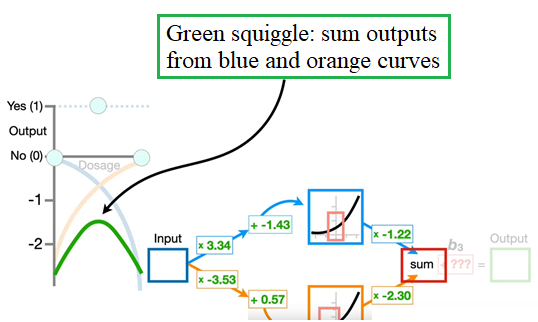 Green squiggle: sum outputs
from blue and orange curves
Yes (1)
Output
No (0)
Dosage
-1
-2
Input
x 3.34
+ -1.43
x -1.22
x -3.53
+ 0.57
x -2.30
sum
b3
+ ???
=
Output